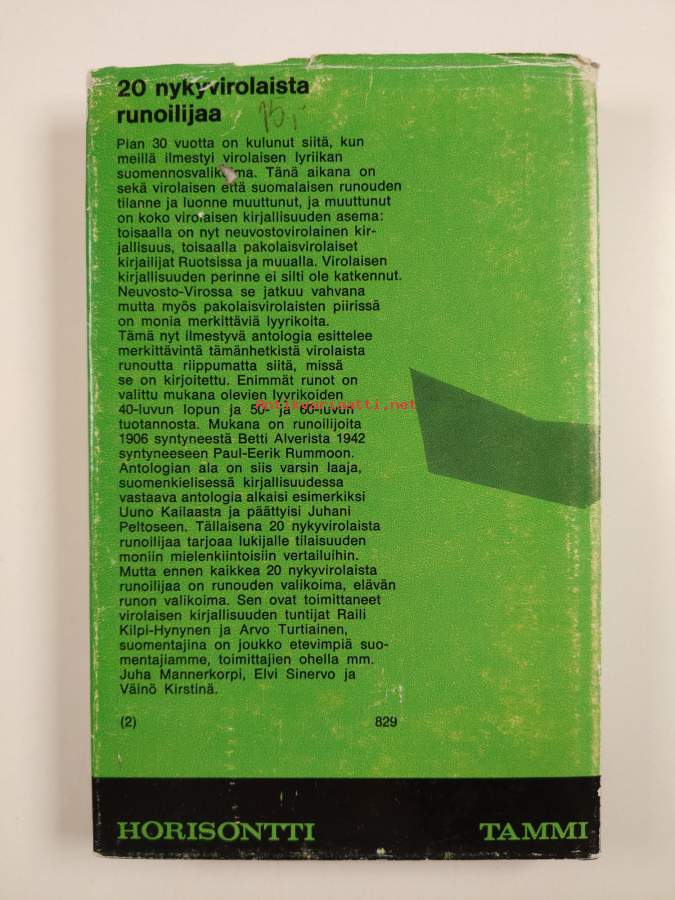 20 nykyvirolaista
runoilijaa
15,-
Pian 30 vuotta on kulunut siitä, kun
meillä ilmestyi virolaisen lyriikan
suomennosvalikoima. Tänä aikana on
sekä virolaisen että suomalaisen runouden
tilanne ja luonne muuttunut, ja muuttunut
on koko virolaisen kirjallisuuden asema:
toisaalla on nyt neuvostovirolainen kir-
jallisuus, toisaalla pakolaisvirolaiset
kirjailijat Ruotsissa ja muualla. Virolaisen
kirjallisuuden perinne ei silti ole katkennut.
Neuvosto-Virossa se jatkuu vahvana
mutta myös pakolaisvirolaisten piirissä
on monia merkittäviä lyyrikoita.
Tämä nyt ilmestyvä antologia esittelee
merkittävintä tämänhetkistä virolaista
runoutta riippumatta siitä, missä
se on kirjoitettu. Enimmät runot on
valittu mukana olevien lyyrikoiden
40-luvun lopun ja 50- ja 60-luvun
Antikvariaatti.net
tuotannosta. Mukana on runoilijoita
1906 syntyneestä Betti Alverista 1942
syntyneeseen Paul-Eerik Rummoon.
Antologian ala on siis varsin laaja,
suomenkielisessä kirjallisuudessa
vastaava antologia alkaisi esimerkiksi
Uuno Kailaasta ja päättyisi Juhani
Peltoseen. Tällaisena 20 nykyvirolaista
runoilijaa tarjoaa lukijalle tilaisuuden
moniin mielenkiintoisiin vertailuihin.
Mutta ennen kaikkea 20 nykyvirolaista
runoilijaa on runouden valikoima, elävän
runon valikoima. Sen ovat toimittaneet
virolaisen kirjallisuuden tuntijat Raili
Kilpi-Hynynen ja Arvo Turtiainen,
suomentajina on joukko etevimpiä suo-
mentajiamme, toimittajien ohella mm.
Juha Mannerkorpi, Elvi Sinervo ja
Väinö Kirstinä.
(2) 829
HORISONTTI TAMMI